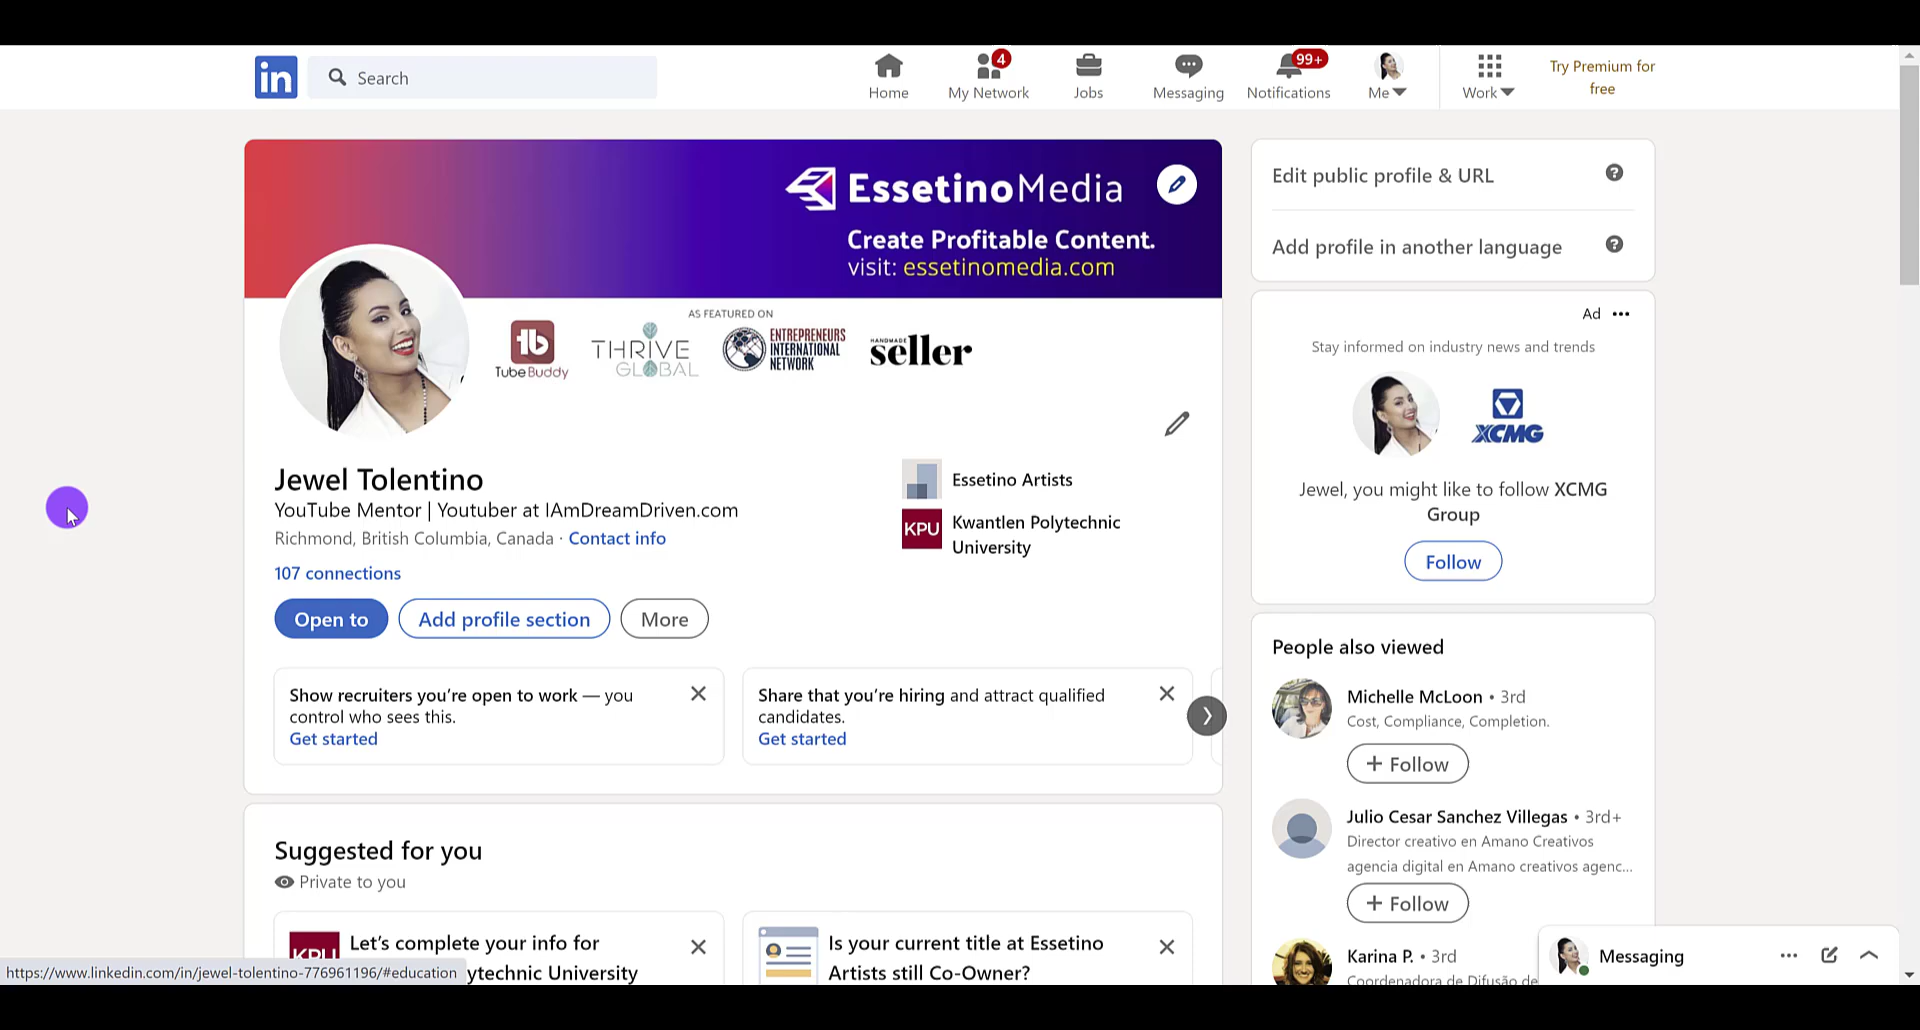 in
Search
4
99+
Home
My Network
Jobs
Messaging
Notifications
Me
Work
Try Premium for
free
EssetinoMedia
Create Profitable Content.
visit: essetinomedia.com
AS FEATURED ON
tb
TubeBuddy
THRIVE
GLOBAL
ENTREPRENEURS
INTERNATIONAL
NETWORK
HANDMADE
seller
Jewel Tolentino
YouTube Mentor | Youtuber at IAmDreamDriven.com
Richmond, British Columbia, Canada · Contact info
107 connections
Essetino Artists
KPU
Kwantlen Polytechnic
University
Open to
Add profile section
More
Show recruiters you're open to work — you
control who sees this.
Get started
Share that you're hiring and attract qualified
candidates.
Get started
Suggested for you
Private to you
KPU
Let's complete your info for
ytechnic University
Is your current title at Essetino
Artists still Co-Owner?
https://www.linkedin.com/in/jewel-tolentino-776961196/#education
Edit public profile & URL
Add profile in another language
Ad
Stay informed on industry news and trends
XCMG
Jewel, you might like to follow XCMG
Group
Follow
People also viewed
Michelle McLoon • 3rd
Cost, Compliance, Completion.
+ Follow
Julio Cesar Sanchez Villegas • 3rd+
Director creativo en Amano Creativos
agencia digital en Amano creativos agenc...
+ Follow
Karina P. • 3rd
Coordenadora de Difusão de
Messaging